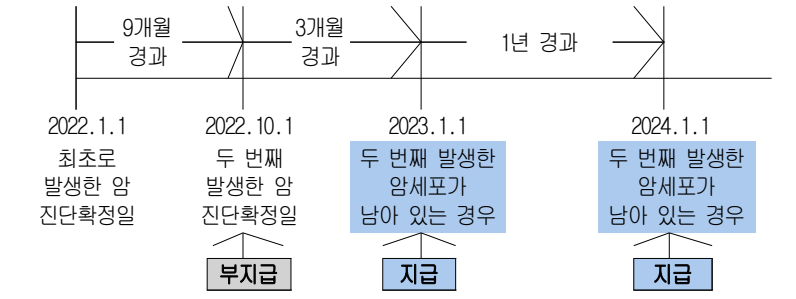 9개월
경과
3개월
경과
1년 경과
2022.1.1
2022.10.1
2023.1.1
2024.1.1
최초로
발생한 암
진단확정일
두 번째
발생한 암
진단확정일
두 번째 발생한
암세포가
남아 있는 경우
두 번째 발생한
암세포가
남아 있는 경우
부지급
지급
지급